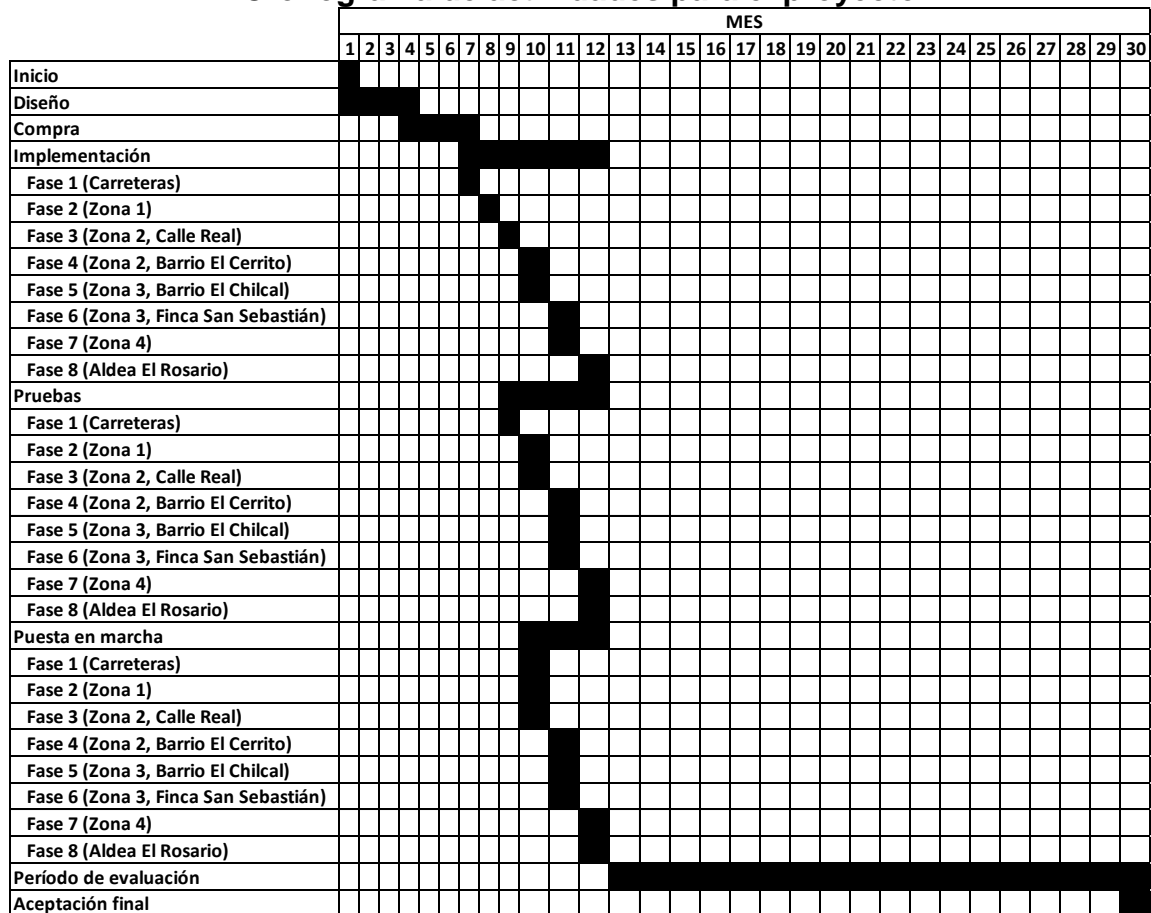 Cronograma de actividades para el proyecto
MES
1 2 3 4 5 6 7 8 9 10 11 12 13 14 15 16 17 18 19 20 21 22 23 24 25 26 27 28 29 30
Inicio
Diseño
Compra
Implementación
Fase 1 (Carreteras)
Fase 2 (Zona 1)
Fase 3 (Zona 2, Calle Real)
Fase 4 (Zona 2, Barrio El Cerrito)
Fase 5 (Zona 3, Barrio El Chilcal)
Fase 6 (Zona 3, Finca San Sebastián)
Fase 7 (Zona 4)
Fase 8 (Aldea El Rosario)
Pruebas
Fase 1 (Carreteras)
Fase 2 (Zona 1)
Fase 3 (Zona 2, Calle Real)
Fase 4 (Zona 2, Barrio El Cerrito)
Fase 5 (Zona 3, Barrio El Chilcal)
Fase 6 (Zona 3, Finca San Sebastián)
Fase 7 (Zona 4)
Fase 8 (Aldea El Rosario)
Puesta en marcha
Fase 1 (Carreteras)
Fase 2 (Zona 1)
Fase 3 (Zona 2, Calle Real)
Fase 4 (Zona 2, Barrio El Cerrito)
Fase 5 (Zona 3, Barrio El Chilcal)
Fase 6 (Zona 3, Finca San Sebastián)
Fase 7 (Zona 4)
Fase 8 (Aldea El Rosario)
Período de evaluación
Aceptación final